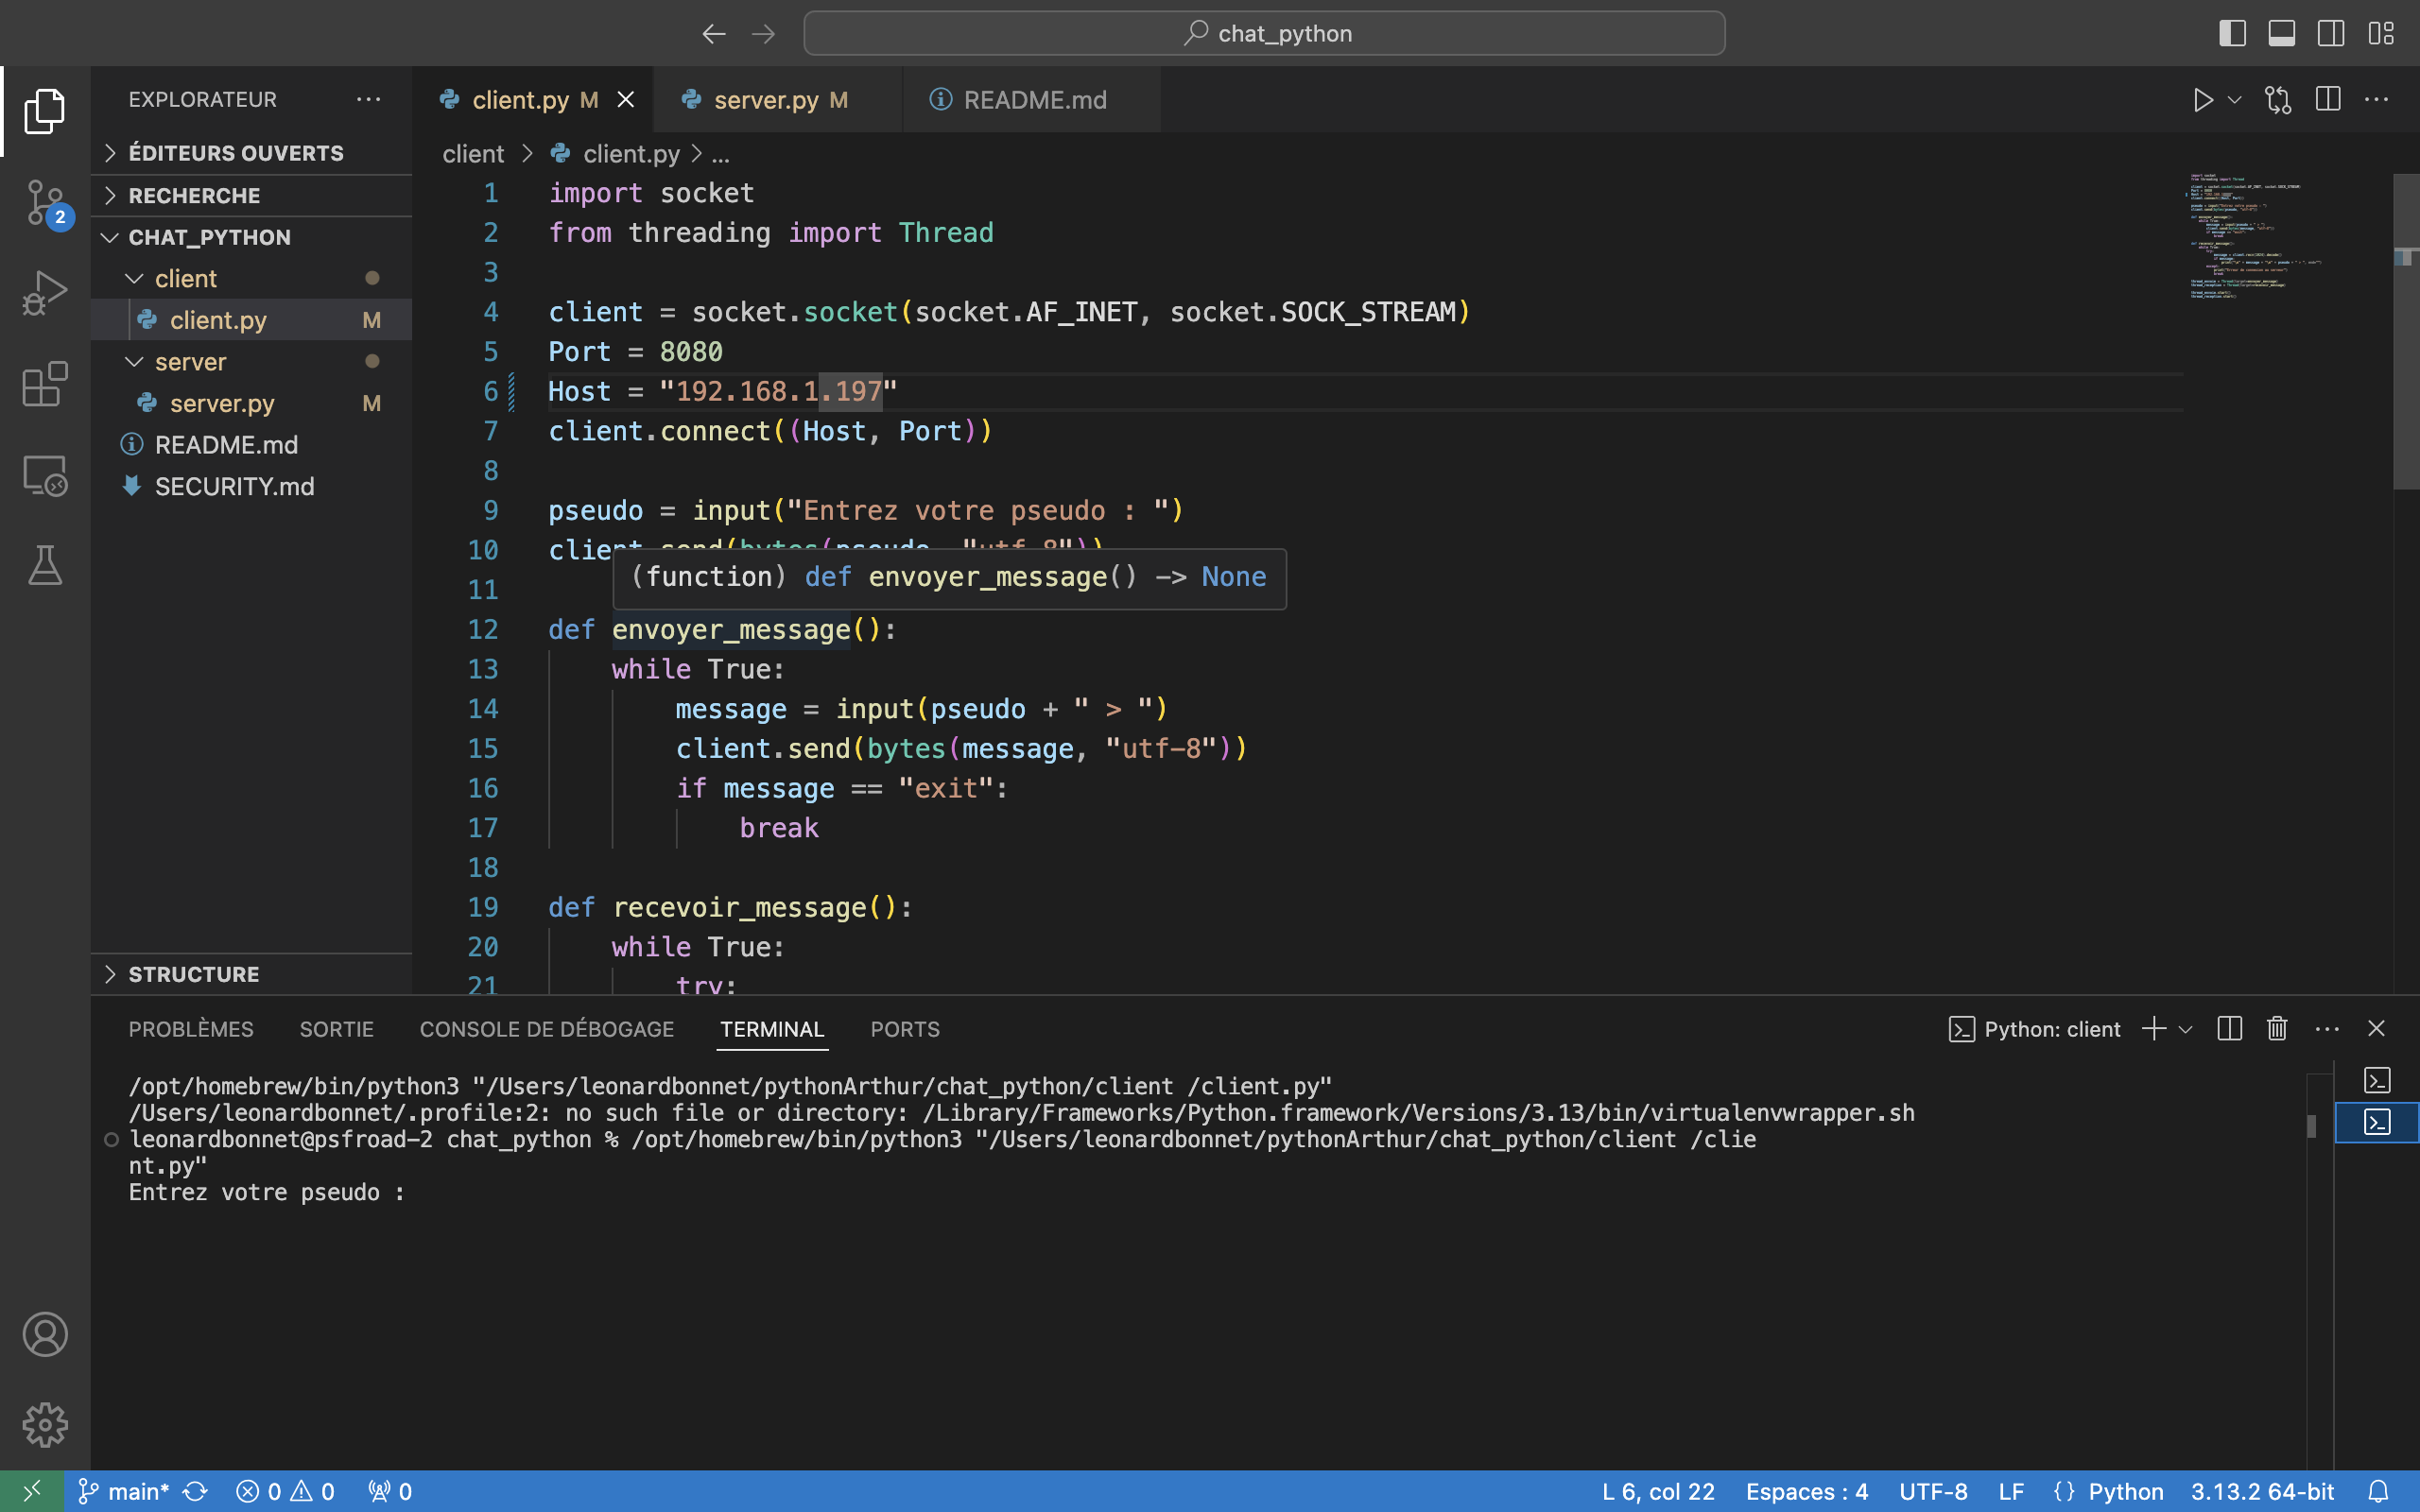 chat_python
EXPLORATEUR
ÉDITEURS OUVERTS
RECHERCHE
CHAT_PYTHON
client
client.py M
server
server.py M
README.md
SECURITY.md
STRUCTURE
2
client.py M
server.py M
README.md
client > client.py > ...
1 import socket
2 from threading import Thread
3
4 client = socket.socket(socket.AF_INET, socket.SOCK_STREAM)
5 Port = 8080
6 Host = "192.168.1.197"
7 client.connect((Host, Port))
8
9 pseudo = input("Entrez votre pseudo : ")
10 client.send(bytes(pseudo, "utf-8"))
(function) def envoyer_message() -> None
11
12 def envoyer_message():
13 while True:
14 message = input(pseudo + " > ")
15 client.send(bytes(message, "utf-8"))
16 if message == "exit":
17 break
18
19 def recevoir_message():
20 while True:
21 try:
PROBLÈMES SORTIE CONSOLE DE DÉBOGAGE TERMINAL PORTS
Python: client
/opt/homebrew/bin/python3 "/Users/leonardbonnet/pythonArthur/chat_python/client /client.py"
/Users/leonardbonnet/.profile:2: no such file or directory: /Library/Frameworks/Python.framework/Versions/3.13/bin/virtualenvwrapper.sh
leonardbonnet@psfroad-2 chat_python % /opt/homebrew/bin/python3 "/Users/leonardbonnet/pythonArthur/chat_python/client /clie
nt.py"
Entrez votre pseudo :
main* 0 0 0
L 6, col 22 Espaces : 4 UTF-8 LF {} Python 3.13.2 64-bit